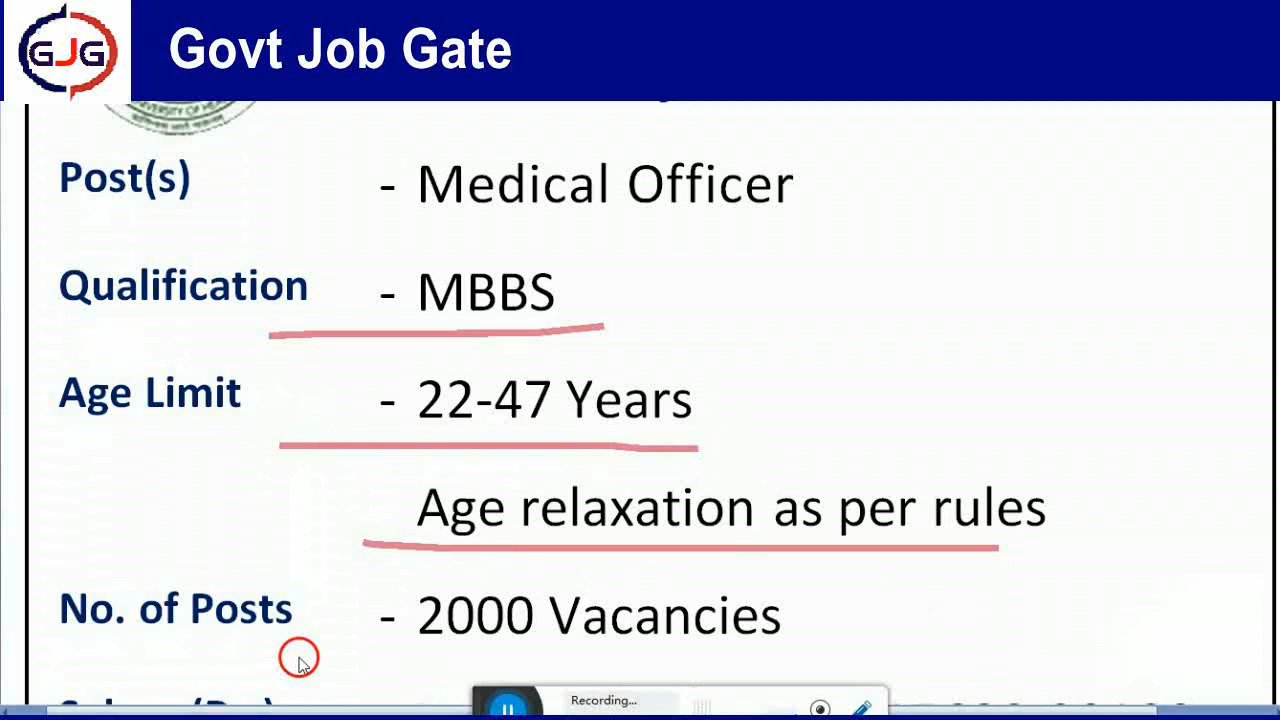 GJG
Govt Job Gate
Post(s) - Medical Officer
Qualification - MBBS
Age Limit - 22-47 Years
Age relaxation as per rules
No. of Posts - 2000 Vacancies
Recording...